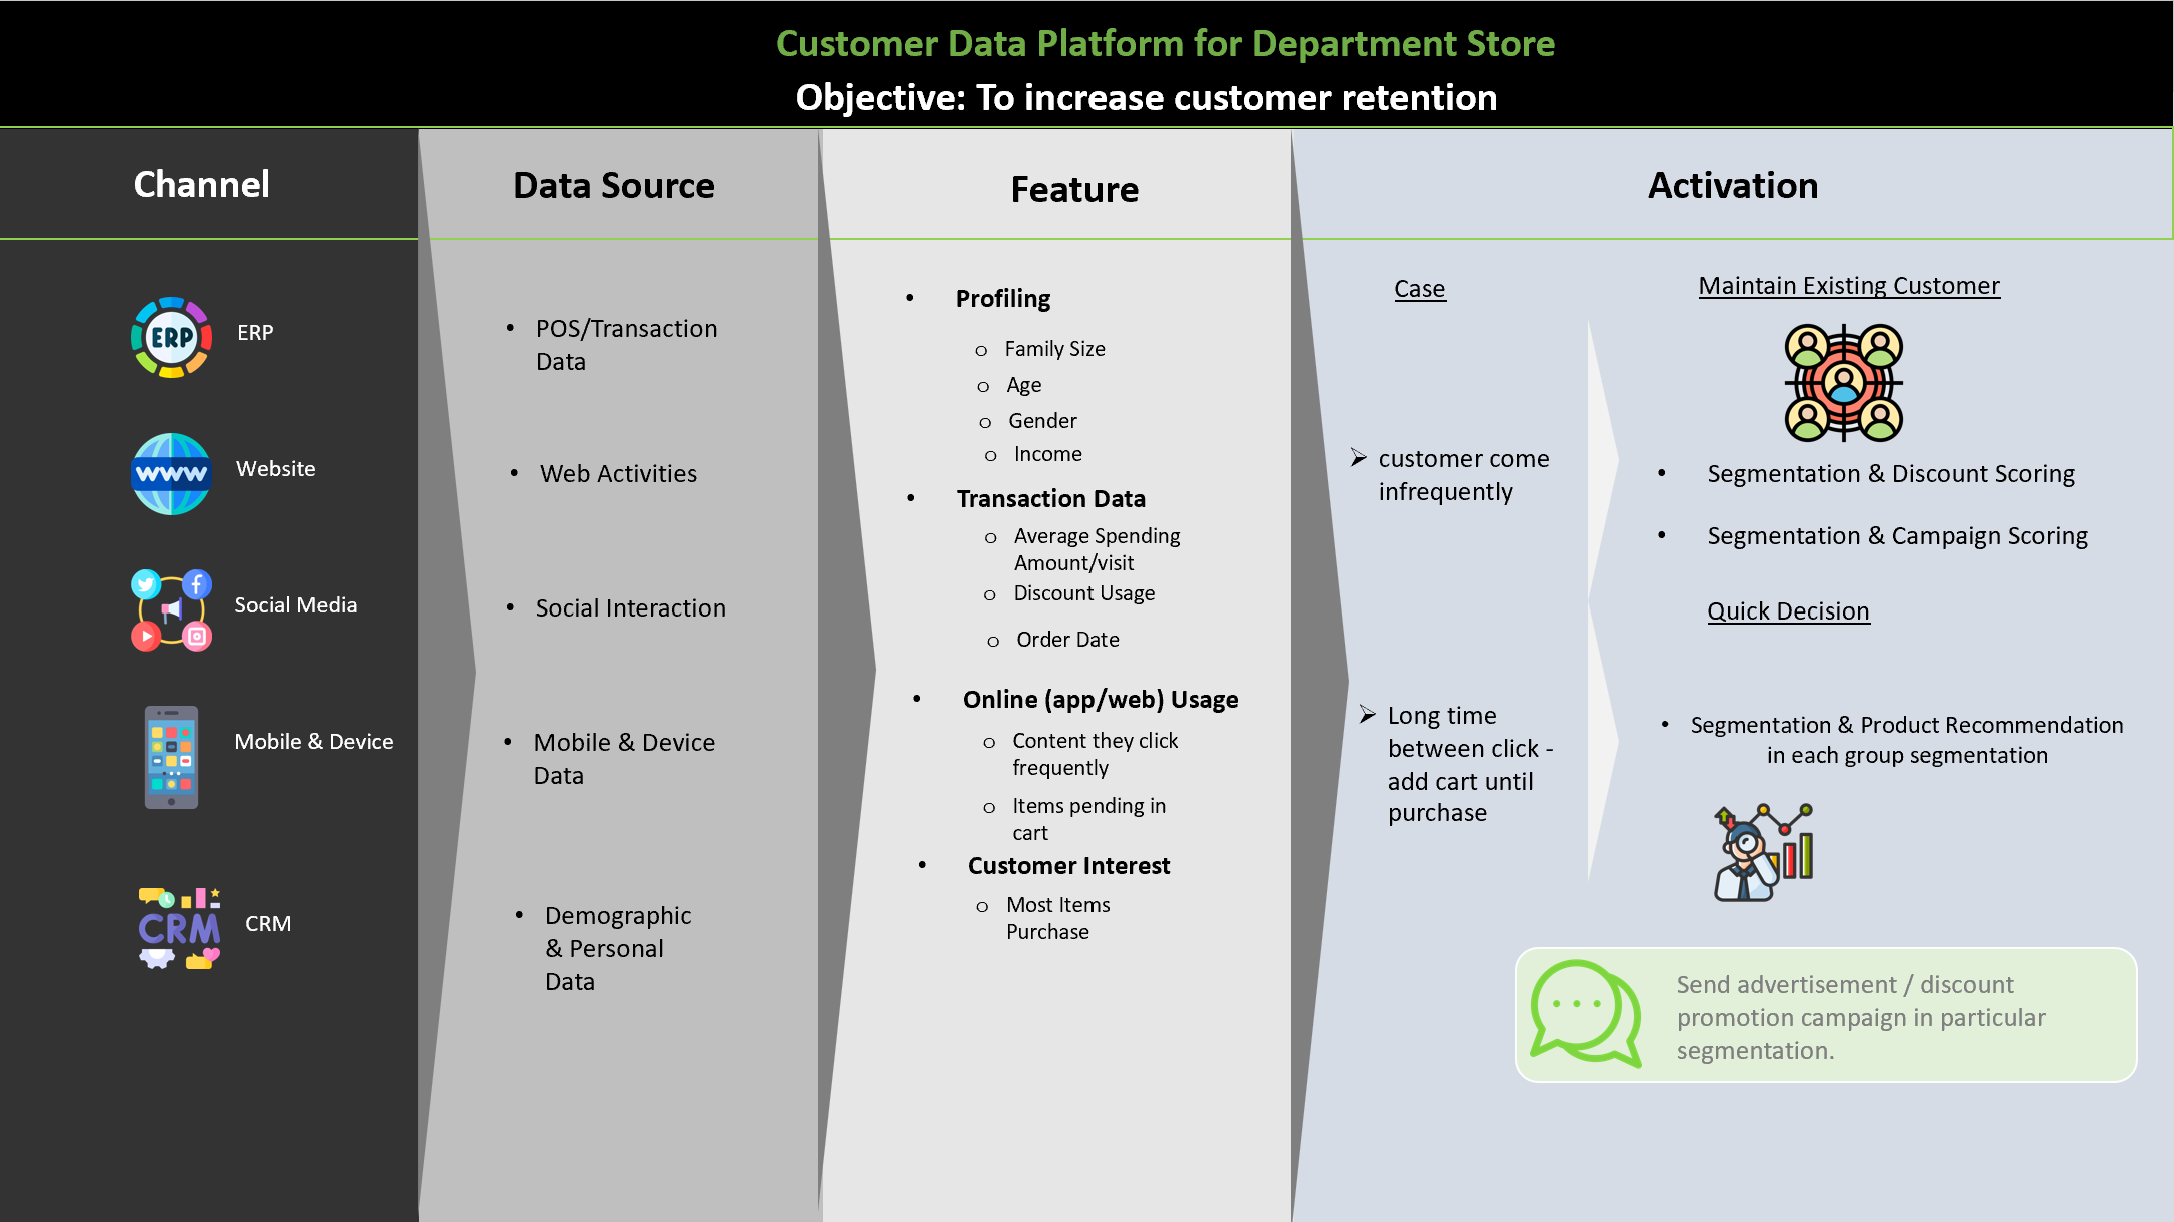 Customer Data Platform for Department Store
Objective: To increase customer retention
Channel
ERP
ERP
www
Website
Social Media
Mobile & Device
CRM
CRM
Data Source
• POS/Transaction
Data
• Web Activities
• Social Interaction
• Mobile & Device
Data
• Demographic
& Personal
Data
Feature
• Profiling
o Family Size
o Age
o Gender
o Income
• Transaction Data
o Average Spending
Amount/visit
o Discount Usage
o Order Date
• Online (app/web) Usage
o Content they click
frequently
o Items pending in
cart
• Customer Interest
o Most Items
Purchase
Activation
Case
➢ customer come
infrequently
➢ Long time
between click -
add cart until
purchase
Maintain Existing Customer
• Segmentation & Discount Scoring
• Segmentation & Campaign Scoring
Quick Decision
• Segmentation & Product Recommendation
in each group segmentation
Send advertisement / discount
promotion campaign in particular
segmentation.